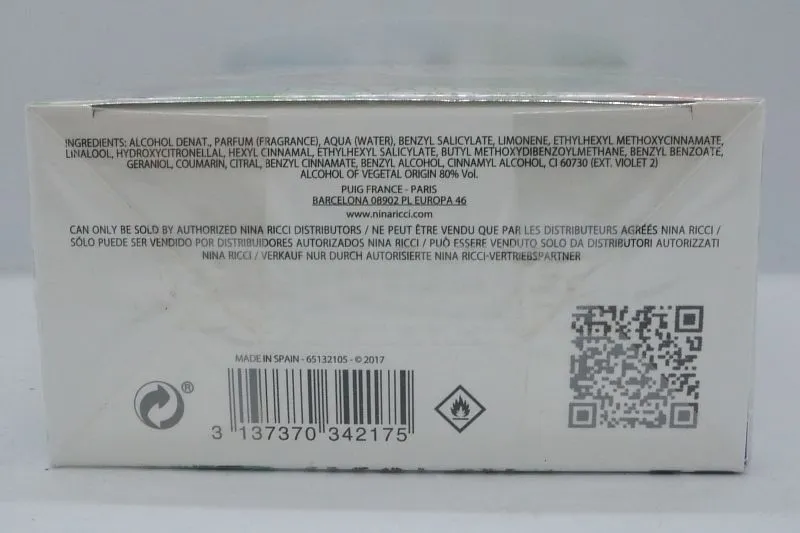 INGREDIENTS: ALCOHOL DENAT., PARFUM (FRAGRANCE), AQUA (WATER), BENZYL SALICYLATE, LIMONENE, ETHYLHEXYL METHOXYCINNAMATE,
LINALOOL, HYDROXYCITRONELLAL, HEXYL CINNAMAL, ETHYLHEXYL SALICYLATE, BUTYL METHOXYDIBENZOYLMETHANE, BENZYL BENZOATE,
GERANIOL, COUMARIN, CITRAL, BENZYL CINNAMATE, BENZYL ALCOHOL, CINNAMYL ALCOHOL, CI 60730 (EXT. VIOLET 2)
ALCOHOL OF VEGETAL ORIGIN 80% Vol.
PUIG FRANCE - PARIS
BARCELONA 08902 PL EUROPA 46
www.ninaricci.com
CAN ONLY BE SOLD BY AUTHORIZED NINA RICCI DISTRIBUTORS / NE PEUT ÊTRE VENDU QUE PAR LES DISTRIBUTEURS AGRÉÉS NINA RICCI /
SÓLO PUEDE SER VENDIDO POR DISTRIBUIDORES AUTORIZADOS NINA RICCI / PUÒ ESSERE VENDUTO SOLO DA DISTRIBUTORI AUTORIZZATI
NINA RICCI / VERKAUF NUR DURCH AUTORISIERTE NINA RICCI-VERTRIEBSPARTNER
MADE IN SPAIN - 65132105 - © 2017
®
3 137370 342175